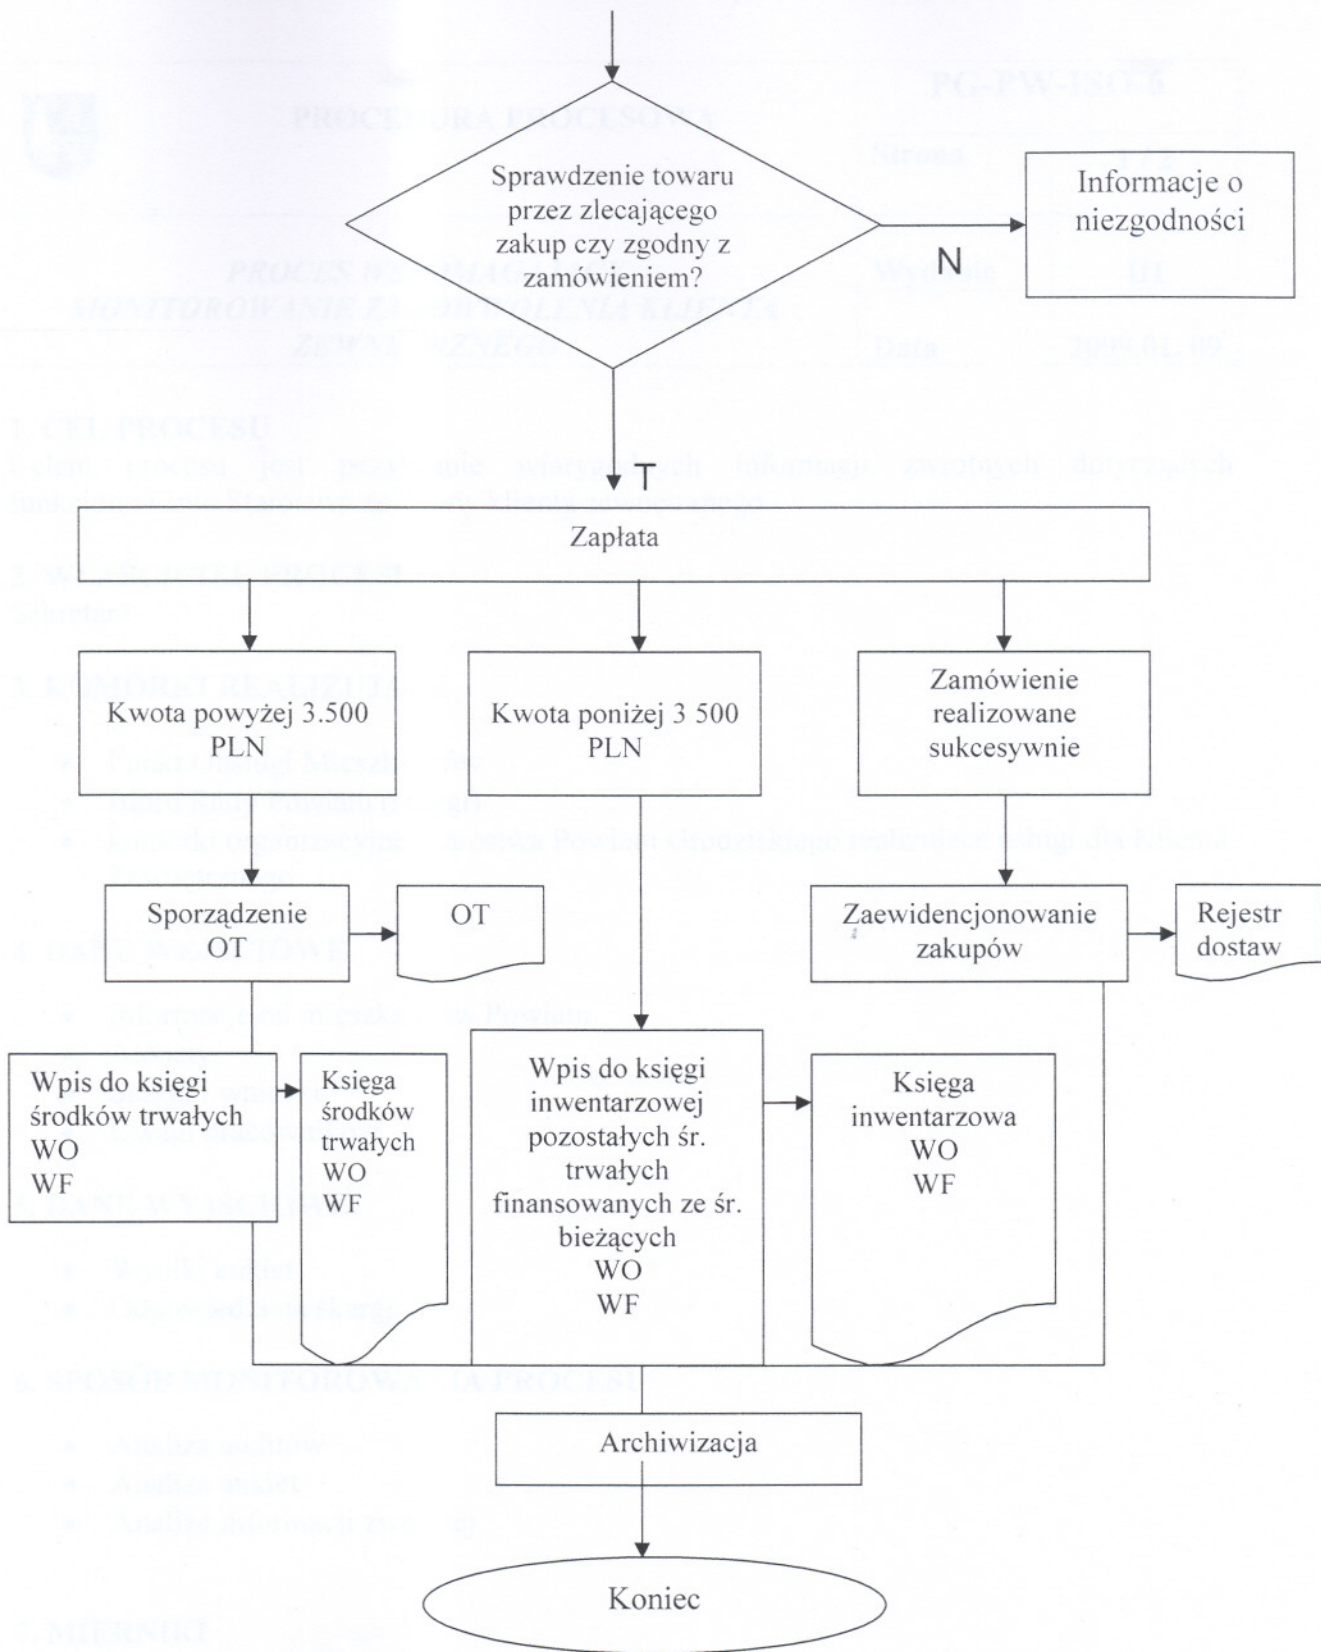 Sprawdzenie towaru
przez zlecającego
zakup czy zgodny z
zamówieniem?
Informacje o
niezgodności
N
T
Zapłata
Kwota powyżej 3.500
PLN
Kwota poniżej 3 500
PLN
Zamówienie
realizowane
sukcesywnie
Sporządzenie
OT
OT
Zaewidencjonowanie
zakupów
Rejestr
dostaw
Wpis do księgi
środków trwałych
WO
WF
Księga
środków
trwałych
WO
WF
Wpis do księgi
inwentarzowej
pozostałych śr.
trwałych
finansowanych ze śr.
bieżących
WO
WF
Księga
inwentarzowa
WO
WF
Archiwizacja
Koniec